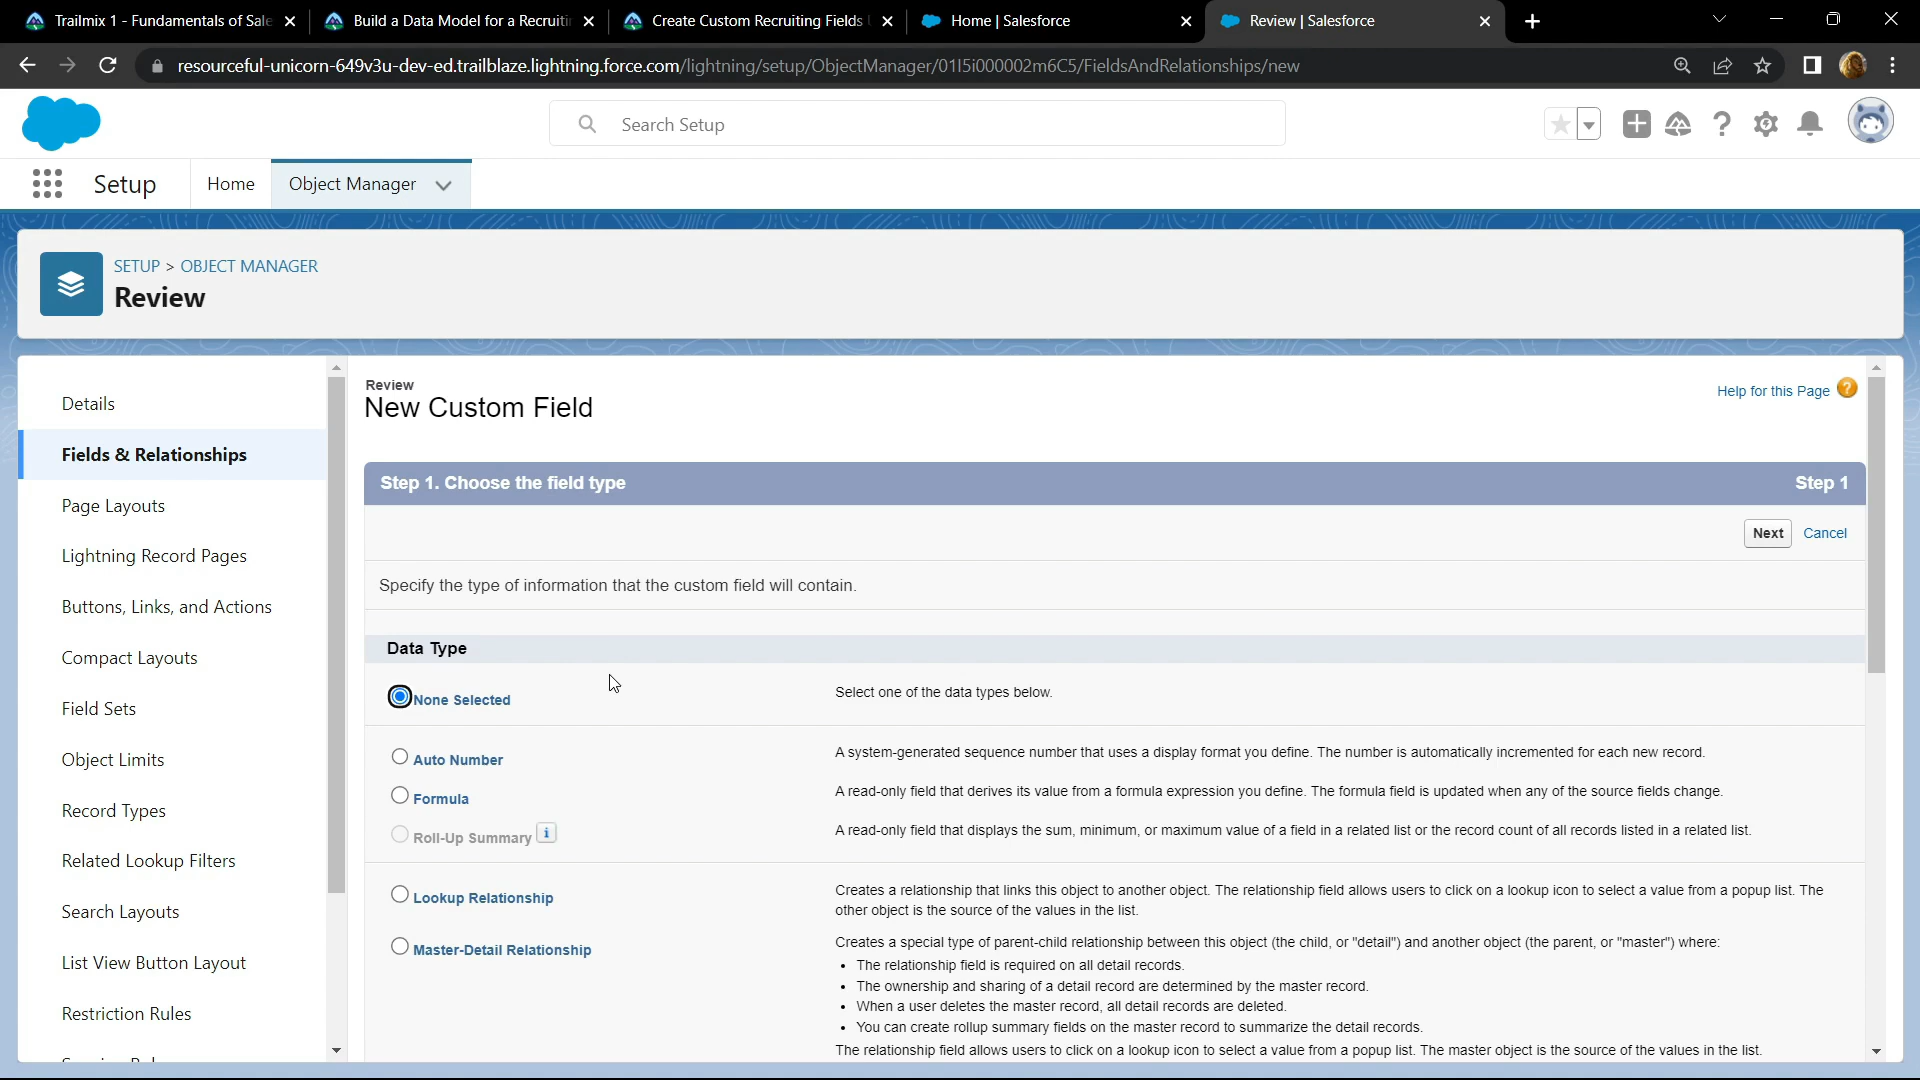 Trailmix 1 - Fundamentals of Sale
Build a Data Model for a Recruitin
Create Custom Recruiting Fields
Home | Salesforce
Review | Salesforce
resourceful-unicorn-649v3u-dev-ed.trailblaze.lightning.force.com/lightning/setup/ObjectManager/01I5i000002m6C5/FieldsAndRelationships/new
Search Setup
Setup
Home
Object Manager
SETUP > OBJECT MANAGER
Review
Details
Fields & Relationships
Page Layouts
Lightning Record Pages
Buttons, Links, and Actions
Compact Layouts
Field Sets
Object Limits
Record Types
Related Lookup Filters
Search Layouts
List View Button Layout
Restriction Rules
Review
New Custom Field
Help for this Page
Step 1. Choose the field type
Step 1
Next
Cancel
Specify the type of information that the custom field will contain.
Data Type
None Selected
Select one of the data types below.
Auto Number
A system-generated sequence number that uses a display format you define. The number is automatically incremented for each new record.
Formula
A read-only field that derives its value from a formula expression you define. The formula field is updated when any of the source fields change.
Roll-Up Summary
A read-only field that displays the sum, minimum, or maximum value of a field in a related list or the record count of all records listed in a related list.
Lookup Relationship
Creates a relationship that links this object to another object. The relationship field allows users to click on a lookup icon to select a value from a popup list. The
other object is the source of the values in the list.
Master-Detail Relationship
Creates a special type of parent-child relationship between this object (the child, or "detail") and another object (the parent, or "master") where:
• The relationship field is required on all detail records.
• The ownership and sharing of a detail record are determined by the master record.
• When a user deletes the master record, all detail records are deleted.
• You can create rollup summary fields on the master record to summarize the detail records.
The relationship field allows users to click on a lookup icon to select a value from a popup list. The master object is the source of the values in the list.